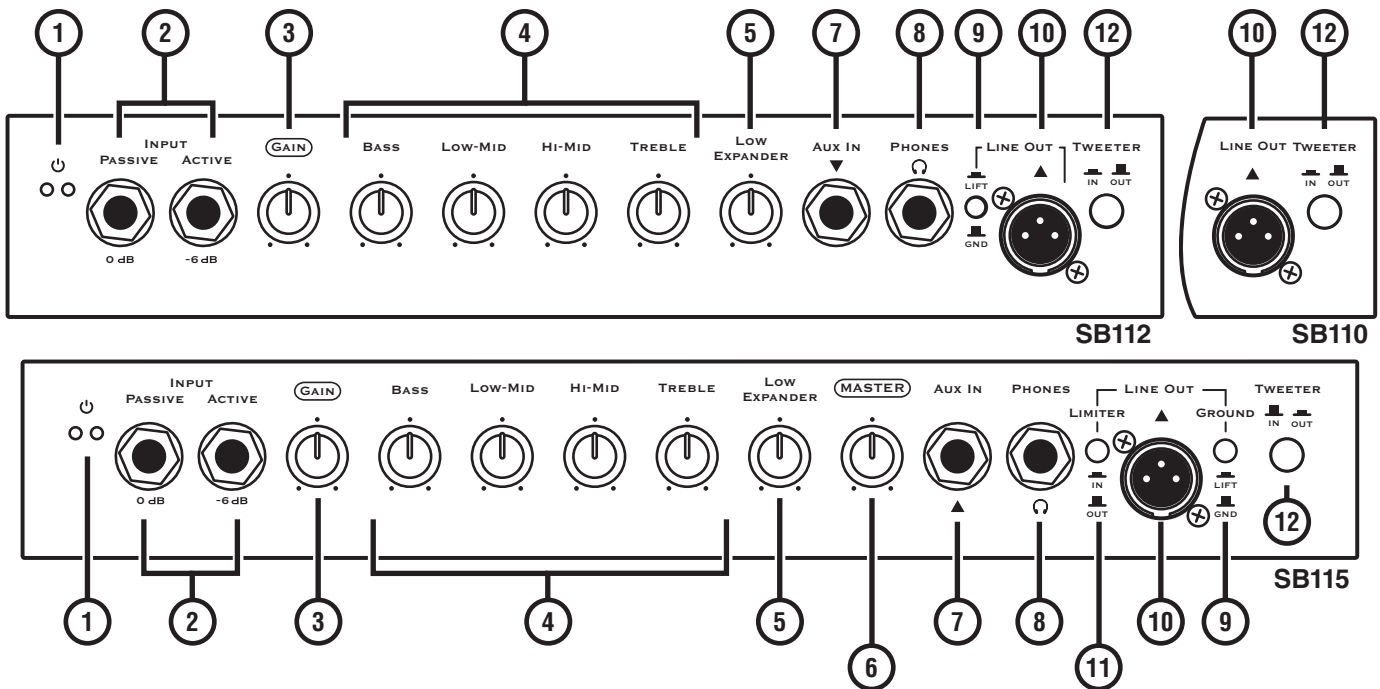 1 2 3 4 5 7 8 9 10 12 10 12
INPUT
PASSIVE ACTIVE GAIN BASS LOW-MID HI-MID TREBLE LOW EXPANDER AUX IN PHONES LINE OUT TWEETER
LIFT IN OUT
GND
0 dB -6 dB
SB112
LINE OUT TWEETER
IN OUT
SB110
INPUT
PASSIVE ACTIVE GAIN BASS LOW-MID HI-MID TREBLE LOW EXPANDER MASTER AUX IN PHONES LINE OUT TWEETER
LIMITER GROUND IN OUT
IN LIFT
OUT GND
0 dB -6 dB
12
SB115
1 2 3 4 5 7 8 10 9
6 11